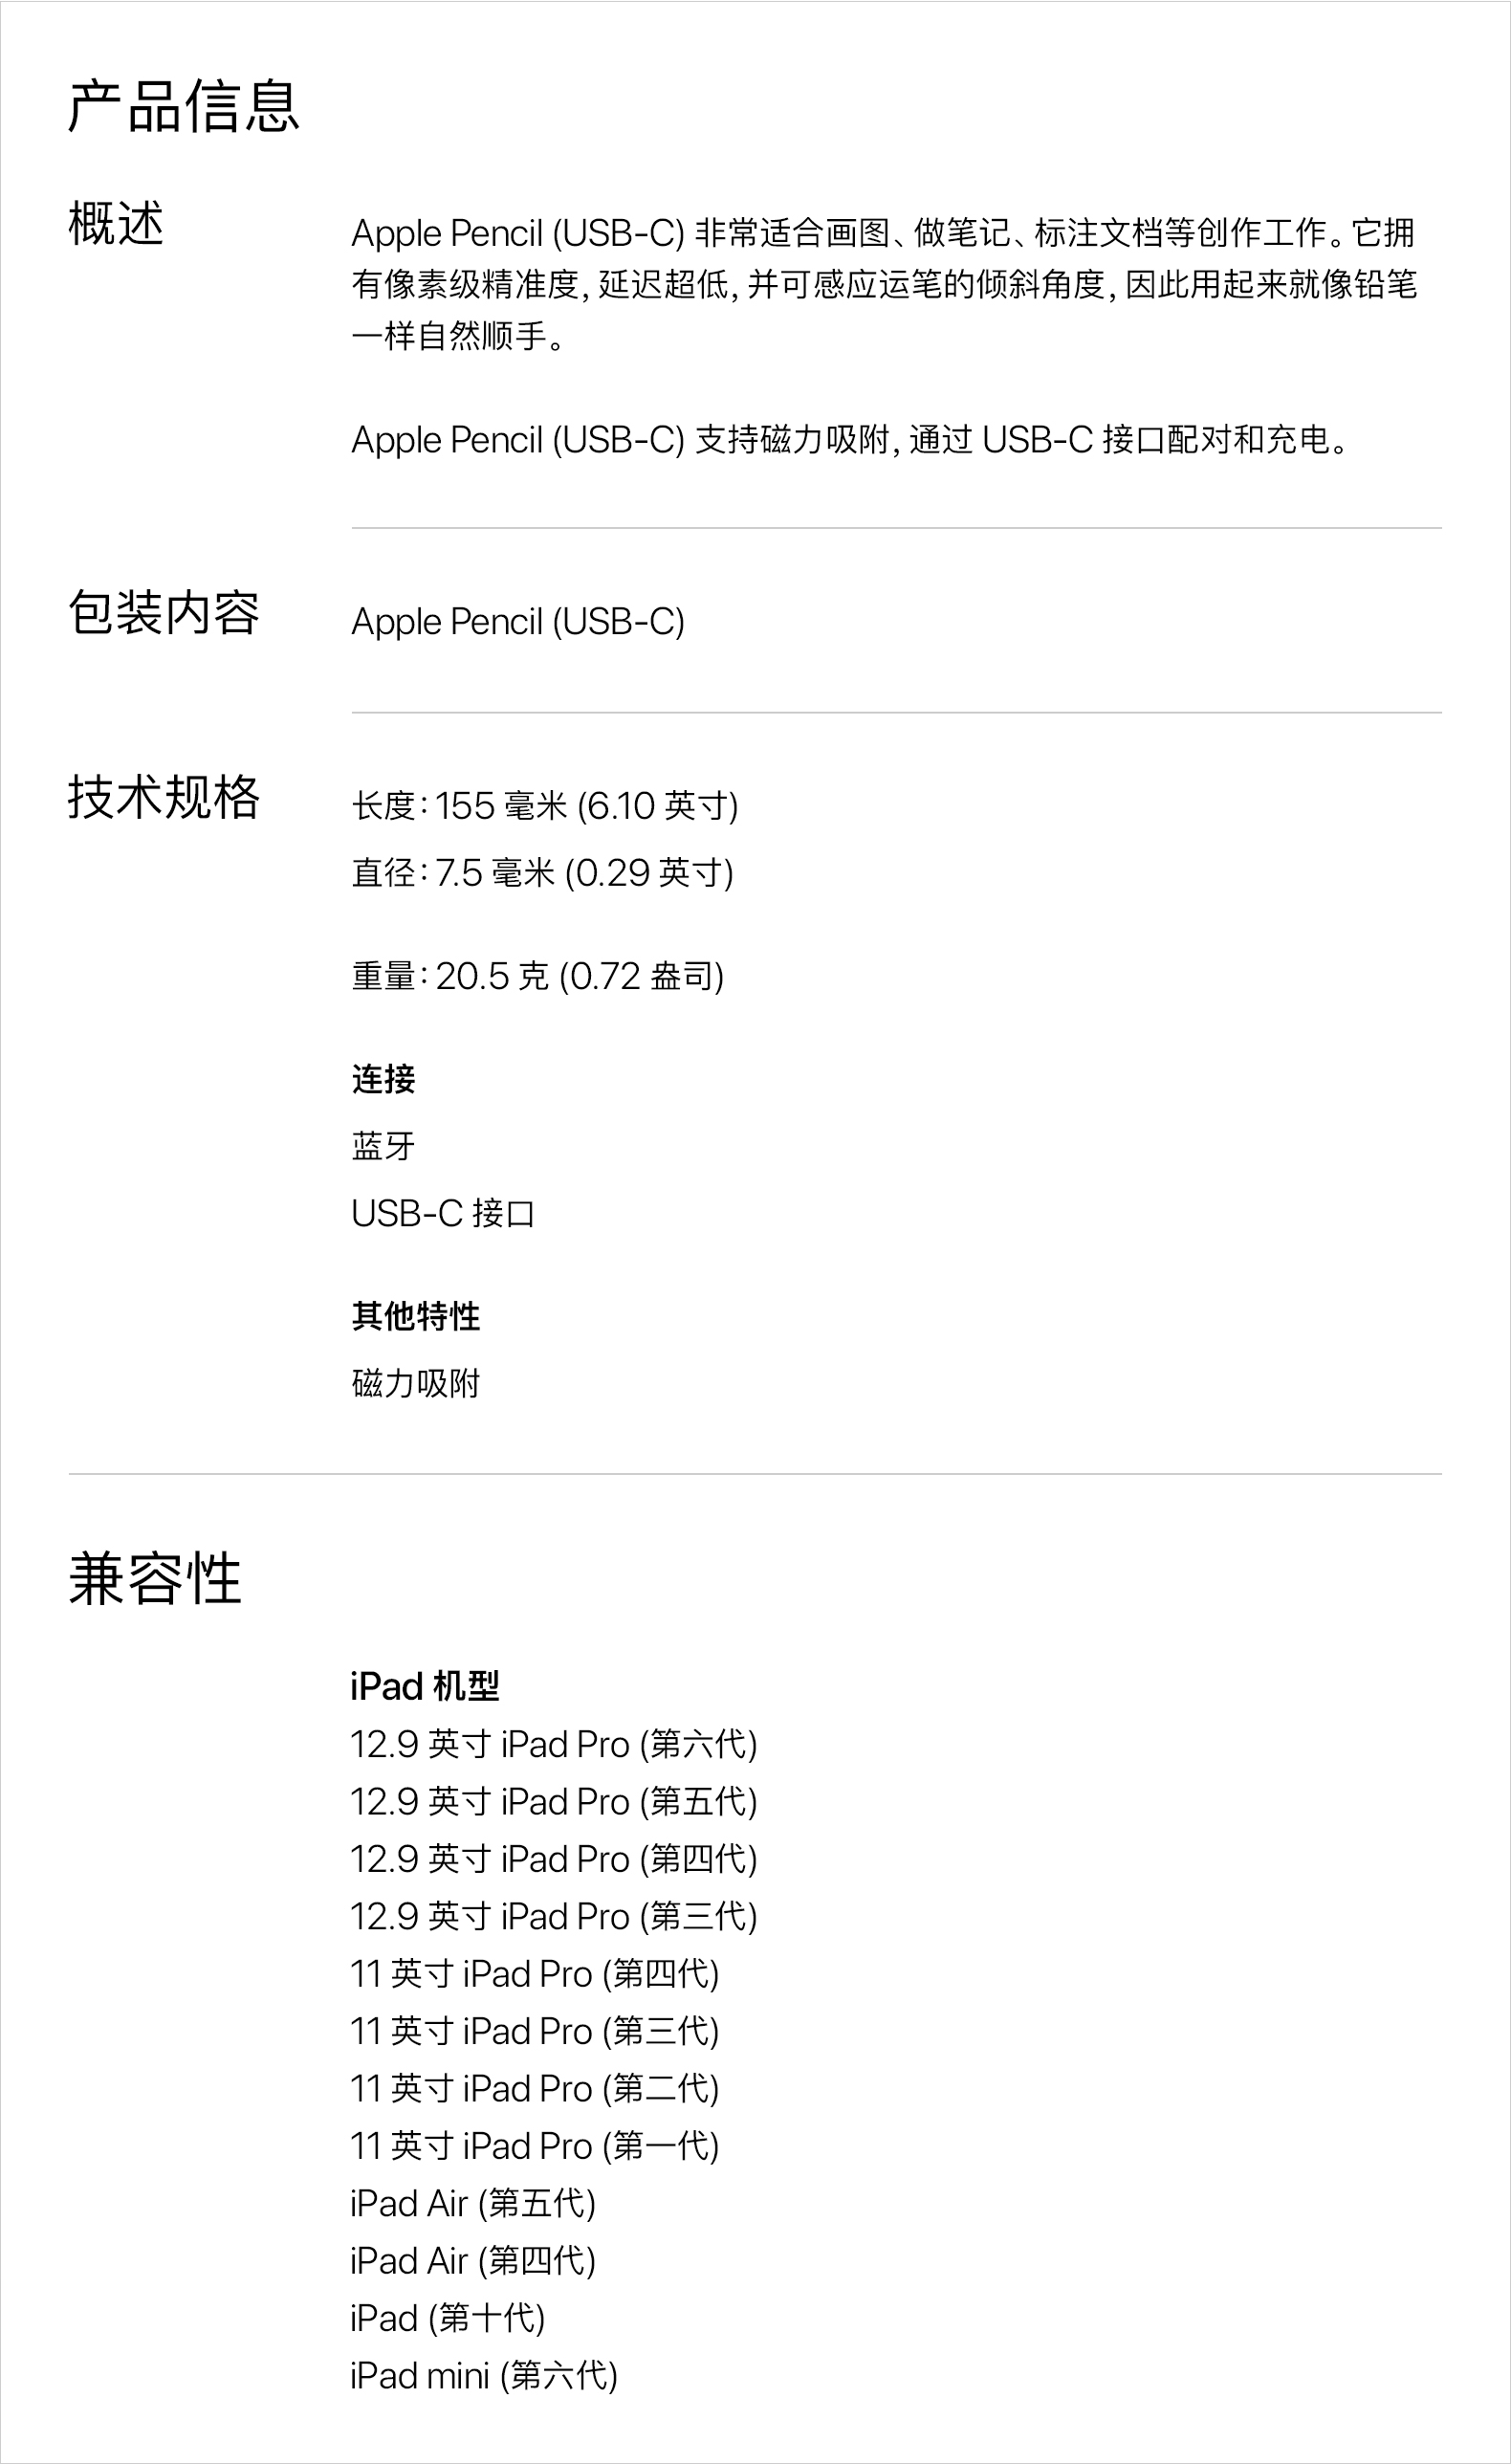 产品信息
概述
Apple Pencil (USB-C) 非常适合画图、做笔记、标注文档等创作工作。它拥
有像素级精准度, 延迟超低, 并可感应运笔的倾斜角度, 因此用起来就像铅笔
一样自然顺手。
Apple Pencil (USB-C) 支持磁力吸附, 通过 USB-C 接口配对和充电。
包装内容
Apple Pencil (USB-C)
技术规格
长度: 155 毫米 (6.10 英寸)
直径: 7.5 毫米 (0.29 英寸)
重量: 20.5 克 (0.72 盎司)
连接
蓝牙
USB-C 接口
其他特性
磁力吸附
兼容性
iPad 机型
12.9 英寸 iPad Pro (第六代)
12.9 英寸 iPad Pro (第五代)
12.9 英寸 iPad Pro (第四代)
12.9 英寸 iPad Pro (第三代)
11 英寸 iPad Pro (第四代)
11 英寸 iPad Pro (第三代)
11 英寸 iPad Pro (第二代)
11 英寸 iPad Pro (第一代)
iPad Air (第五代)
iPad Air (第四代)
iPad (第十代)
iPad mini (第六代)